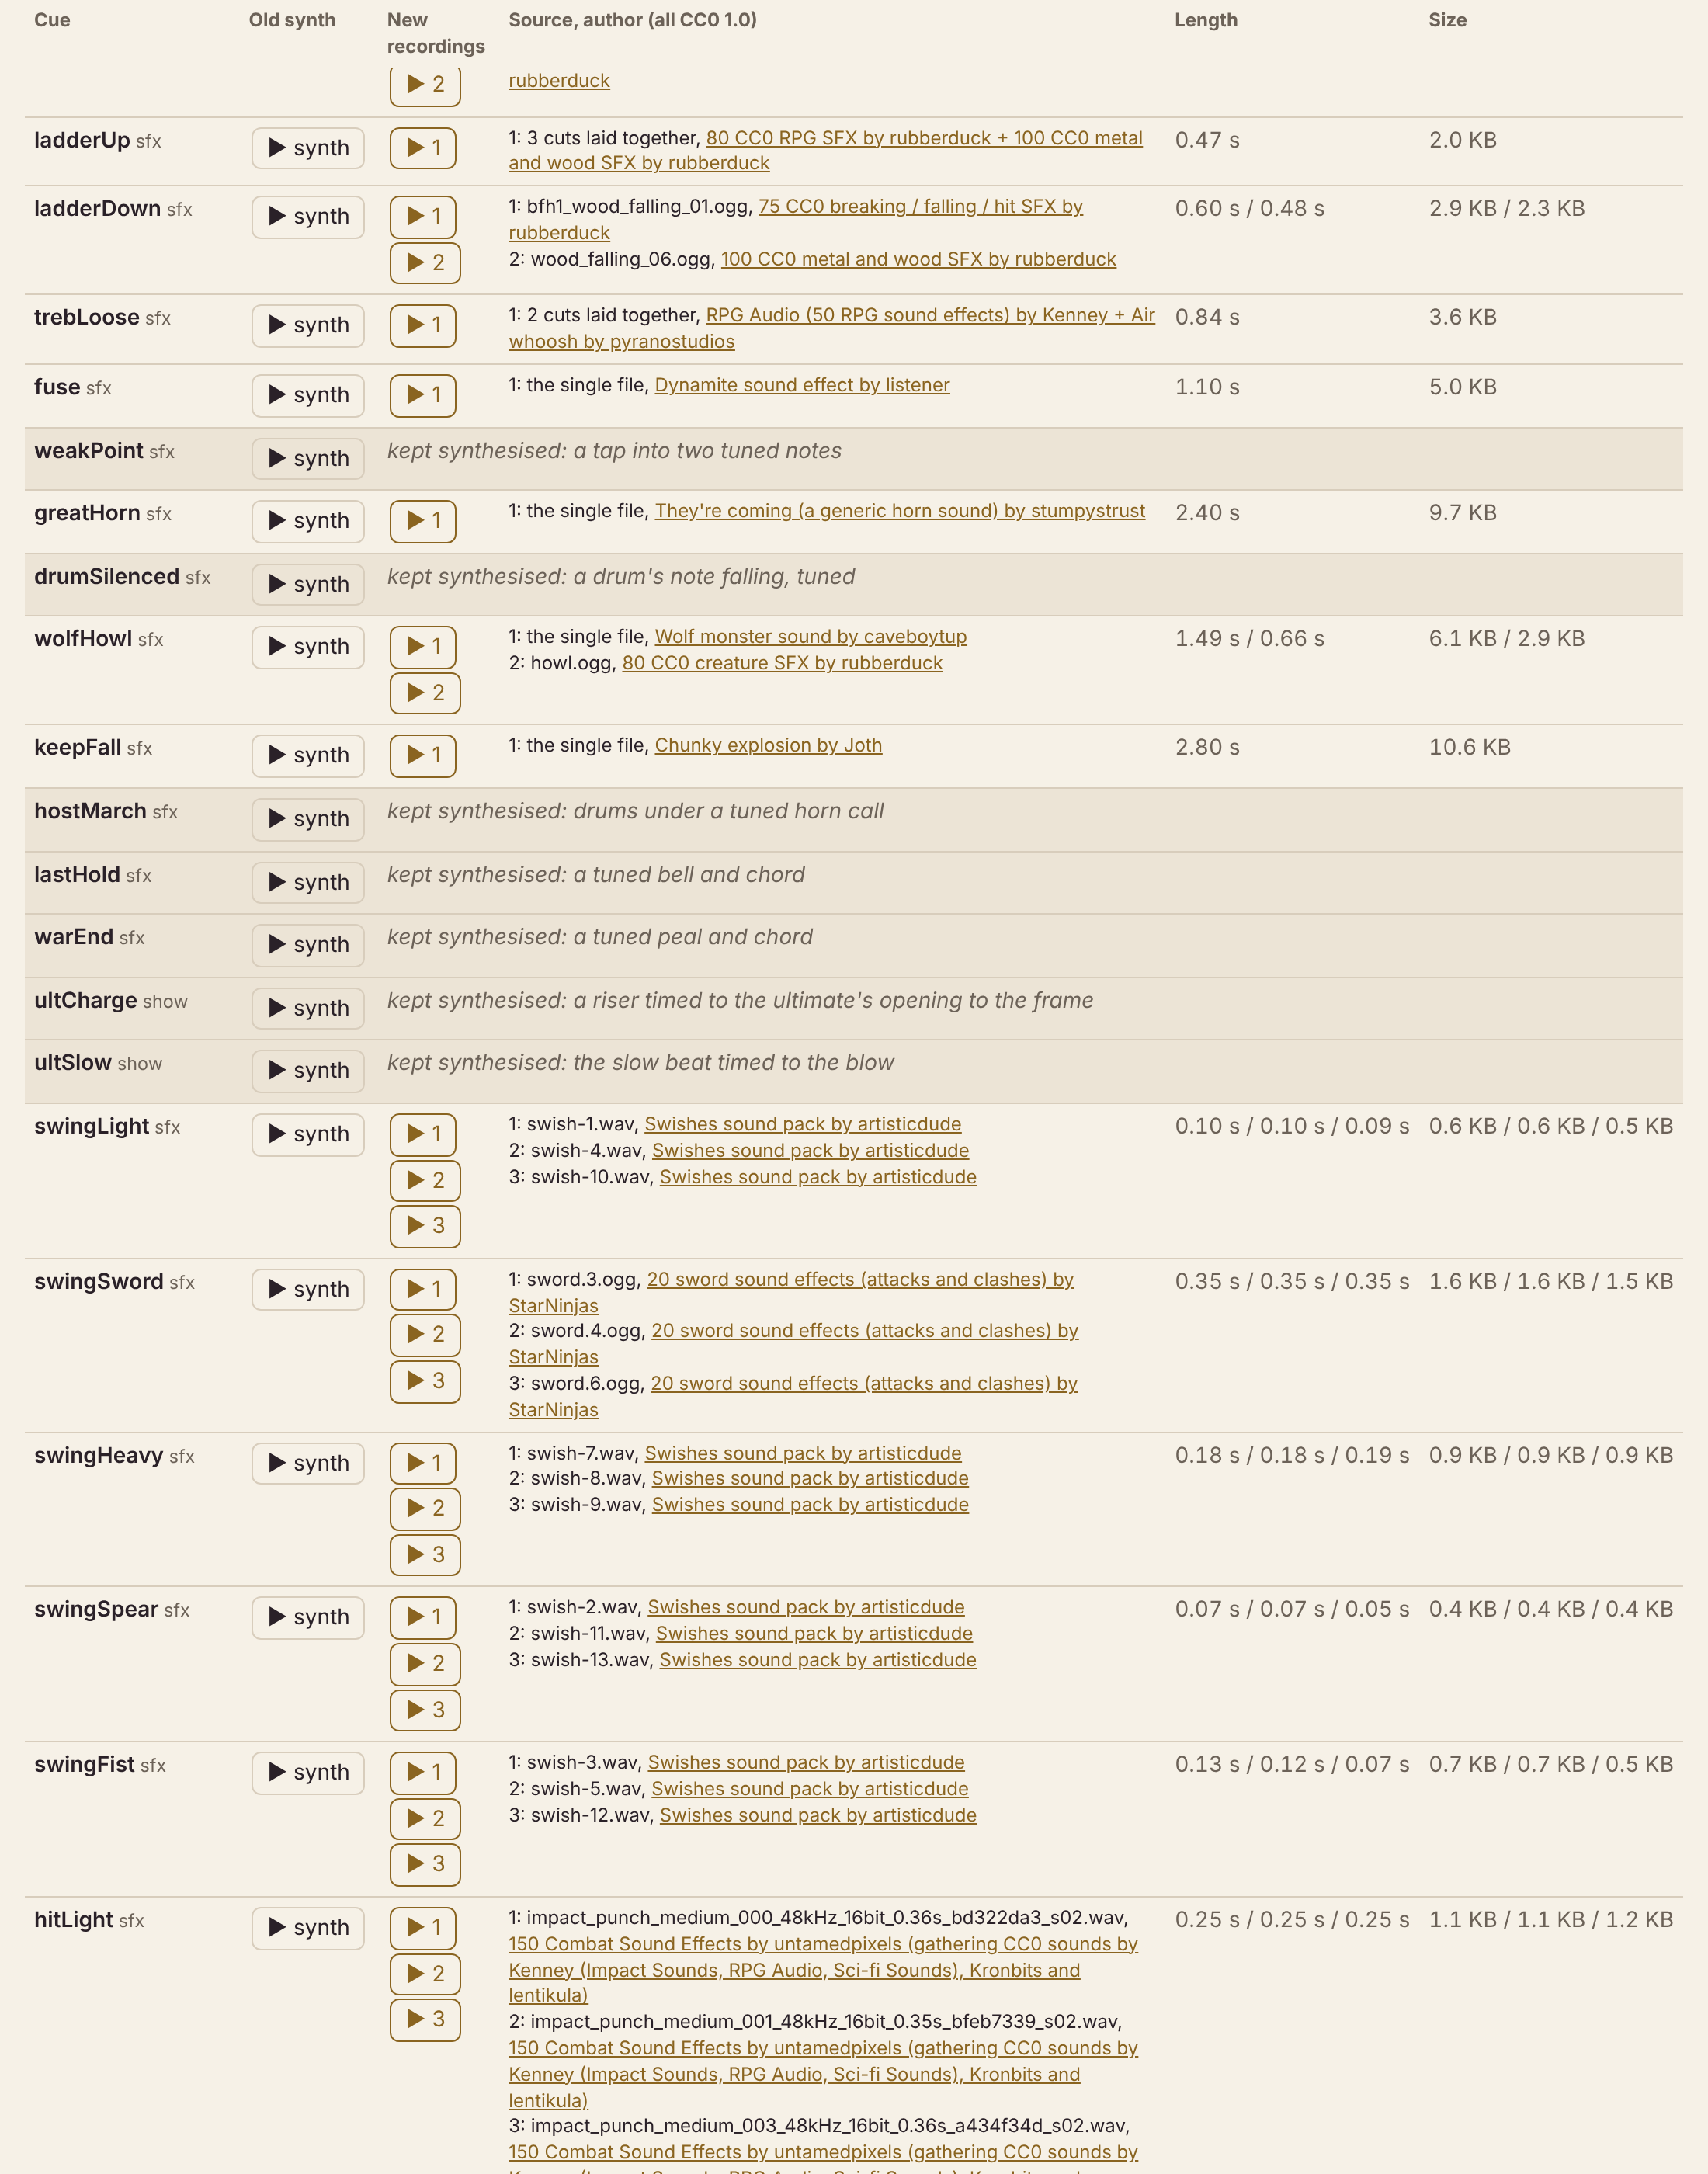 Cue Old synth New recordings Source, author (all CC0 1.0) Length Size
▶ 2 rubberduck
ladderUp sfx ▶ synth ▶ 1 1: 3 cuts laid together, 80 CC0 RPG SFX by rubberduck + 100 CC0 metal 0.47 s 2.0 KB
and wood SFX by rubberduck
ladderDown sfx ▶ synth ▶ 1 1: bfh1_wood_falling_01.ogg, 75 CC0 breaking / falling / hit SFX by 0.60 s / 0.48 s 2.9 KB / 2.3 KB
rubberduck
▶ 2 2: wood_falling_06.ogg, 100 CC0 metal and wood SFX by rubberduck
trebLoose sfx ▶ synth ▶ 1 1: 2 cuts laid together, RPG Audio (50 RPG sound effects) by Kenney + Air 0.84 s 3.6 KB
whoosh by pyranostudios
fuse sfx ▶ synth ▶ 1 1: the single file, Dynamite sound effect by listener 1.10 s 5.0 KB
weakPoint sfx ▶ synth kept synthesised: a tap into two tuned notes
greatHorn sfx ▶ synth ▶ 1 1: the single file, They're coming (a generic horn sound) by stumpystrust 2.40 s 9.7 KB
drumSilenced sfx ▶ synth kept synthesised: a drum's note falling, tuned
wolfHowl sfx ▶ synth ▶ 1 1: the single file, Wolf monster sound by caveboytup 1.49 s / 0.66 s 6.1 KB / 2.9 KB
▶ 2 2: howl.ogg, 80 CC0 creature SFX by rubberduck
keepFall sfx ▶ synth ▶ 1 1: the single file, Chunky explosion by Joth 2.80 s 10.6 KB
hostMarch sfx ▶ synth kept synthesised: drums under a tuned horn call
lastHold sfx ▶ synth kept synthesised: a tuned bell and chord
warEnd sfx ▶ synth kept synthesised: a tuned peal and chord
ultCharge show ▶ synth kept synthesised: a riser timed to the ultimate's opening to the frame
ultSlow show ▶ synth kept synthesised: the slow beat timed to the blow
swingLight sfx ▶ synth ▶ 1 1: swish-1.wav, Swishes sound pack by artisticdude 0.10 s / 0.10 s / 0.09 s 0.6 KB / 0.6 KB / 0.5 KB
▶ 2 2: swish-4.wav, Swishes sound pack by artisticdude
▶ 3 3: swish-10.wav, Swishes sound pack by artisticdude
swingSword sfx ▶ synth ▶ 1 1: sword.3.ogg, 20 sword sound effects (attacks and clashes) by 0.35 s / 0.35 s / 0.35 s 1.6 KB / 1.6 KB / 1.5 KB
StarNinjas
▶ 2 2: sword.4.ogg, 20 sword sound effects (attacks and clashes) by
StarNinjas
▶ 3 3: sword.6.ogg, 20 sword sound effects (attacks and clashes) by
StarNinjas
swingHeavy sfx ▶ synth ▶ 1 1: swish-7.wav, Swishes sound pack by artisticdude 0.18 s / 0.18 s / 0.19 s 0.9 KB / 0.9 KB / 0.9 KB
▶ 2 2: swish-8.wav, Swishes sound pack by artisticdude
▶ 3 3: swish-9.wav, Swishes sound pack by artisticdude
swingSpear sfx ▶ synth ▶ 1 1: swish-2.wav, Swishes sound pack by artisticdude 0.07 s / 0.07 s / 0.05 s 0.4 KB / 0.4 KB / 0.4 KB
▶ 2 2: swish-11.wav, Swishes sound pack by artisticdude
▶ 3 3: swish-13.wav, Swishes sound pack by artisticdude
swingFist sfx ▶ synth ▶ 1 1: swish-3.wav, Swishes sound pack by artisticdude 0.13 s / 0.12 s / 0.07 s 0.7 KB / 0.7 KB / 0.5 KB
▶ 2 2: swish-5.wav, Swishes sound pack by artisticdude
▶ 3 3: swish-12.wav, Swishes sound pack by artisticdude
hitLight sfx ▶ synth ▶ 1 1: impact_punch_medium_000_48kHz_16bit_0.36s_bd322da3_s02.wav, 0.25 s / 0.25 s / 0.25 s 1.1 KB / 1.1 KB / 1.2 KB
150 Combat Sound Effects by untamedpixels (gathering CC0 sounds by
▶ 2 Kenney (Impact Sounds, RPG Audio, Sci-fi Sounds), Kronbits and
lentikula)
▶ 3 2: impact_punch_medium_001_48kHz_16bit_0.35s_bfeb7339_s02.wav,
150 Combat Sound Effects by untamedpixels (gathering CC0 sounds by
Kenney (Impact Sounds, RPG Audio, Sci-fi Sounds), Kronbits and
lentikula)
3: impact_punch_medium_003_48kHz_16bit_0.36s_a434f34d_s02.wav,
150 Combat Sound Effects by untamedpixels (gathering CC0 sounds by